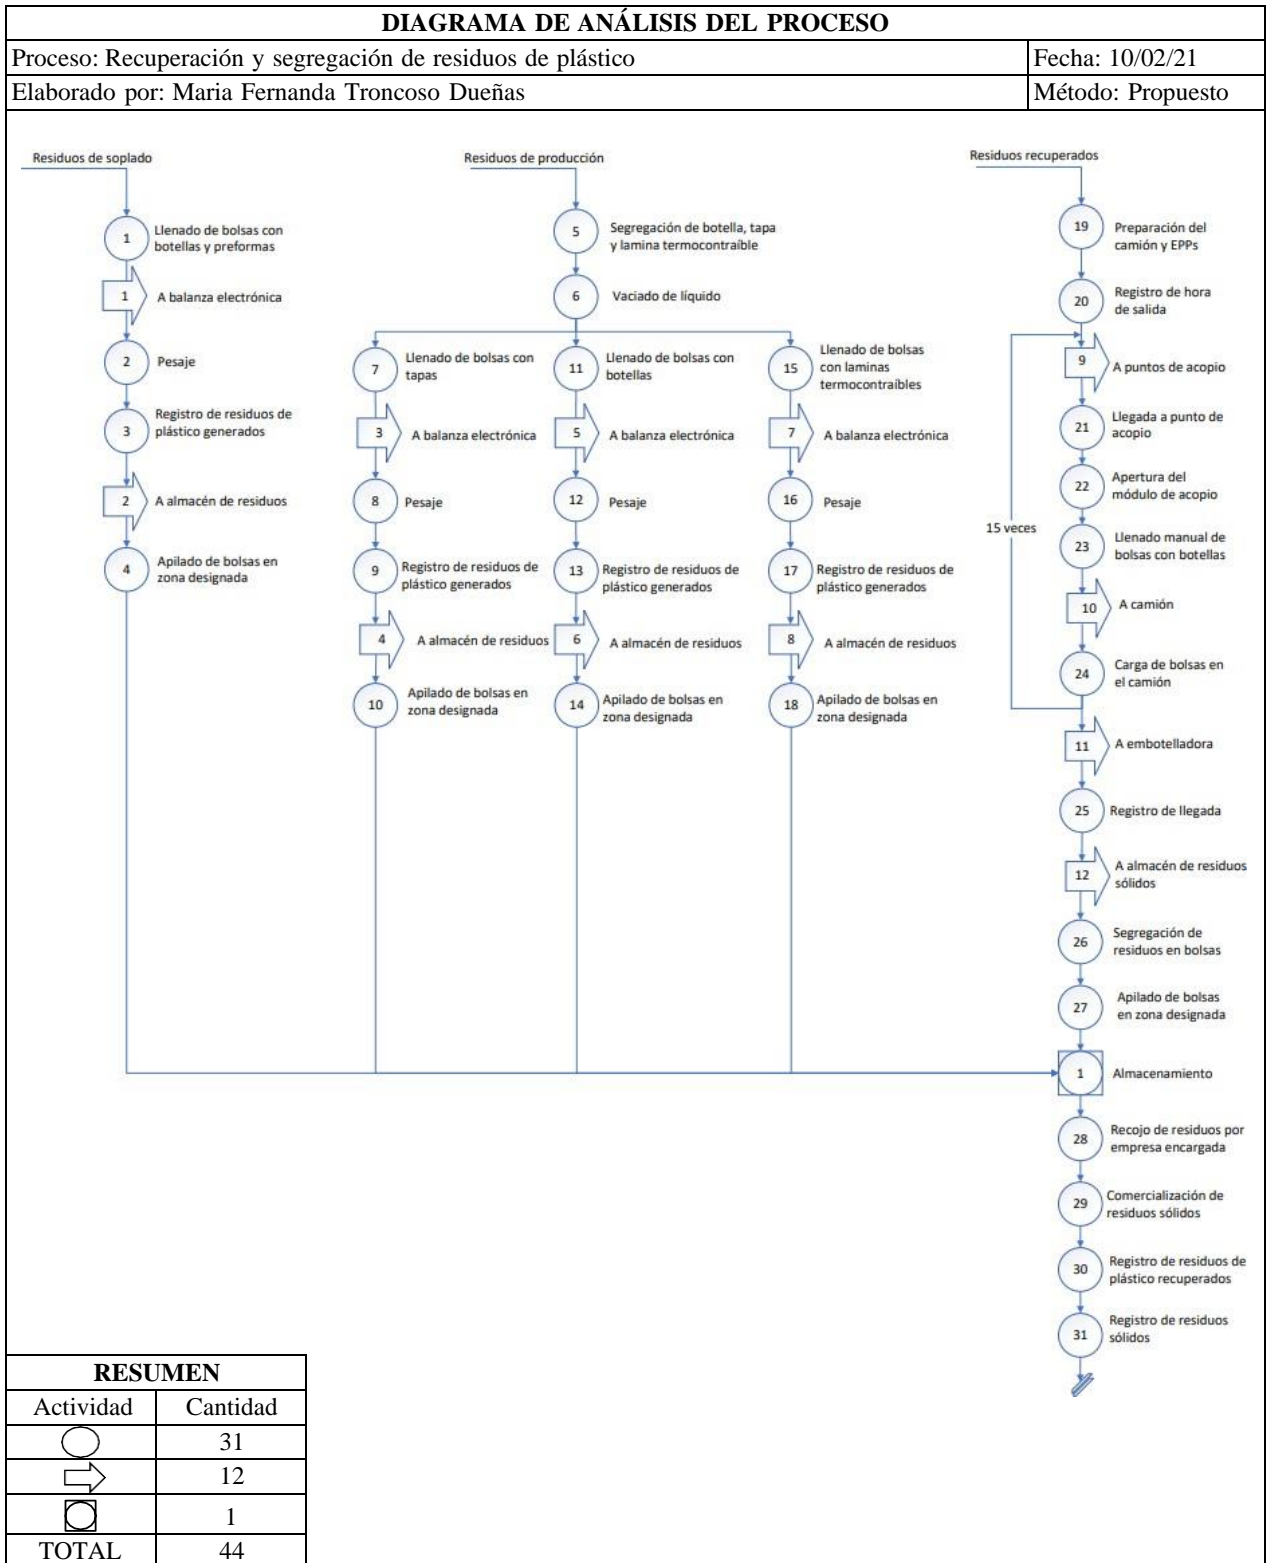 DIAGRAMA DE ANÁLISIS DEL PROCESO
Proceso: Recuperación y segregación de residuos de plástico
Fecha: 10/02/21
Elaborado por: Maria Fernanda Troncoso Dueñas
Método: Propuesto
Residuos de soplado
1
Llenado de bolsas con
botellas y preformas
1
A balanza electrónica
2
Pesaje
3
Registro de residuos de
plástico generados
2
A almacén de residuos
4
Apilado de bolsas en
zona designada
Residuos de producción
5
Segregación de botella, tapa
y lamina termocontraíble
6
Vaciado de líquido
7
Llenado de bolsas con
tapas
3
A balanza electrónica
8
Pesaje
9
Registro de residuos de
plástico generados
4
A almacén de residuos
10
Apilado de bolsas en
zona designada
11
Llenado de bolsas con
botellas
5
A balanza electrónica
12
Pesaje
13
Registro de residuos de
plástico generados
6
A almacén de residuos
14
Apilado de bolsas en
zona designada
15
Llenado de bolsas
con laminas
termocontraíbles
7
A balanza electrónica
16
Pesaje
17
Registro de residuos de
plástico generados
8
A almacén de residuos
18
Apilado de bolsas en
zona designada
Residuos recuperados
19
Preparación del
camión y EPPs
20
Registro de hora
de salida
9
A puntos de acopio
21
Llegada a punto de
acopio
22
Apertura del
módulo de acopio
15 veces
23
Llenado manual de
bolsas con botellas
10
A camión
24
Carga de bolsas en
el camión
11
A embotelladora
25
Registro de llegada
12
A almacén de residuos
sólidos
26
Segregación de
residuos en bolsas
27
Apilado de bolsas
en zona designada
1
Almacenamiento
28
Recojo de residuos por
empresa encargada
29
Comercialización de
residuos sólidos
30
Registro de residuos de
plástico recuperados
31
Registro de residuos
sólidos
RESUMEN
Actividad Cantidad
31
12
1
TOTAL 44